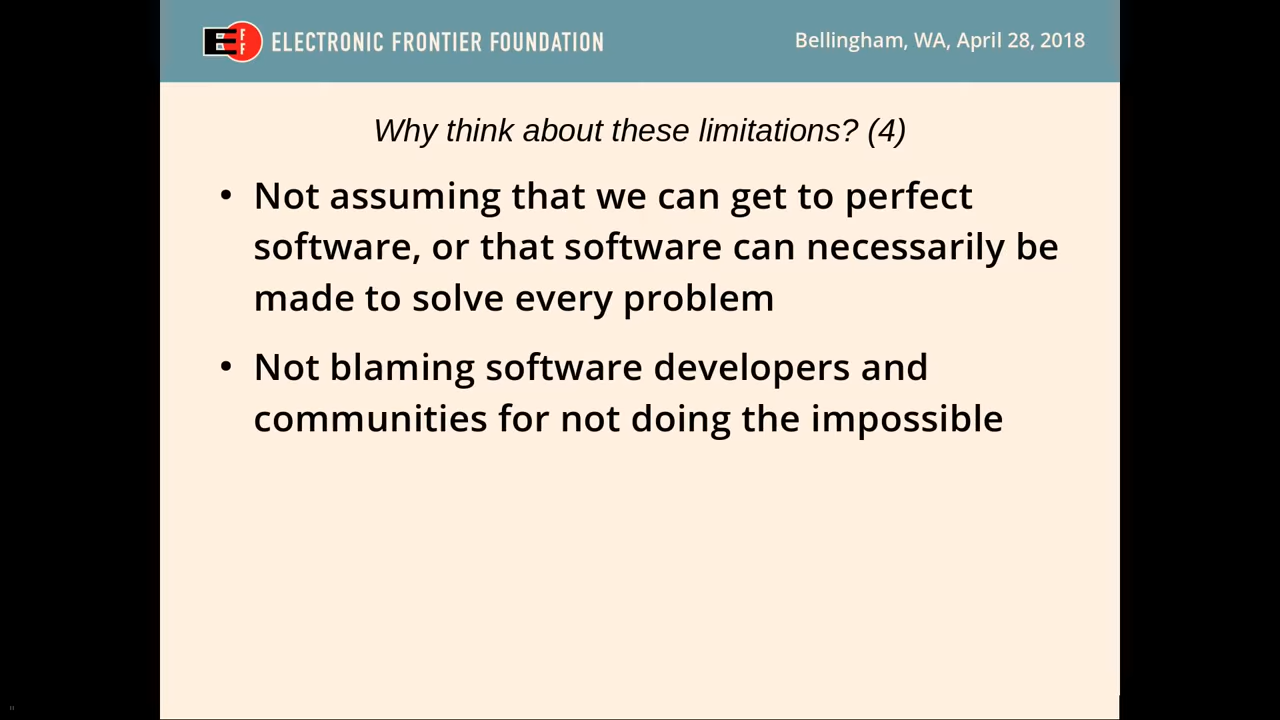 EFF ELECTRONIC FRONTIER FOUNDATION
Bellingham, WA, April 28, 2018
Why think about these limitations? (4)
• Not assuming that we can get to perfect
software, or that software can necessarily be
made to solve every problem
• Not blaming software developers and
communities for not doing the impossible